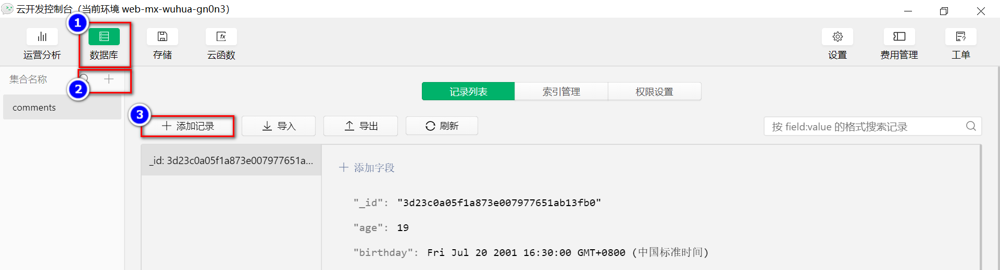 云开发控制台（当前环境 web-mx-wuhua-gn0n3）
1
运营分析 数据库 存储 云函数 设置 费用管理 工单
集合名称
2
记录列表 索引管理 权限设置
comments
3
添加记录 导入 导出 刷新 按 field:value 的格式搜索记录
_id: 3d23c0a05f1a873e007977651a...
添加字段
"_id": "3d23c0a05f1a873e007977651ab13fb0"
"age": 19
"birthday": Fri Jul 20 2001 16:30:00 GMT+0800 (中国标准时间)